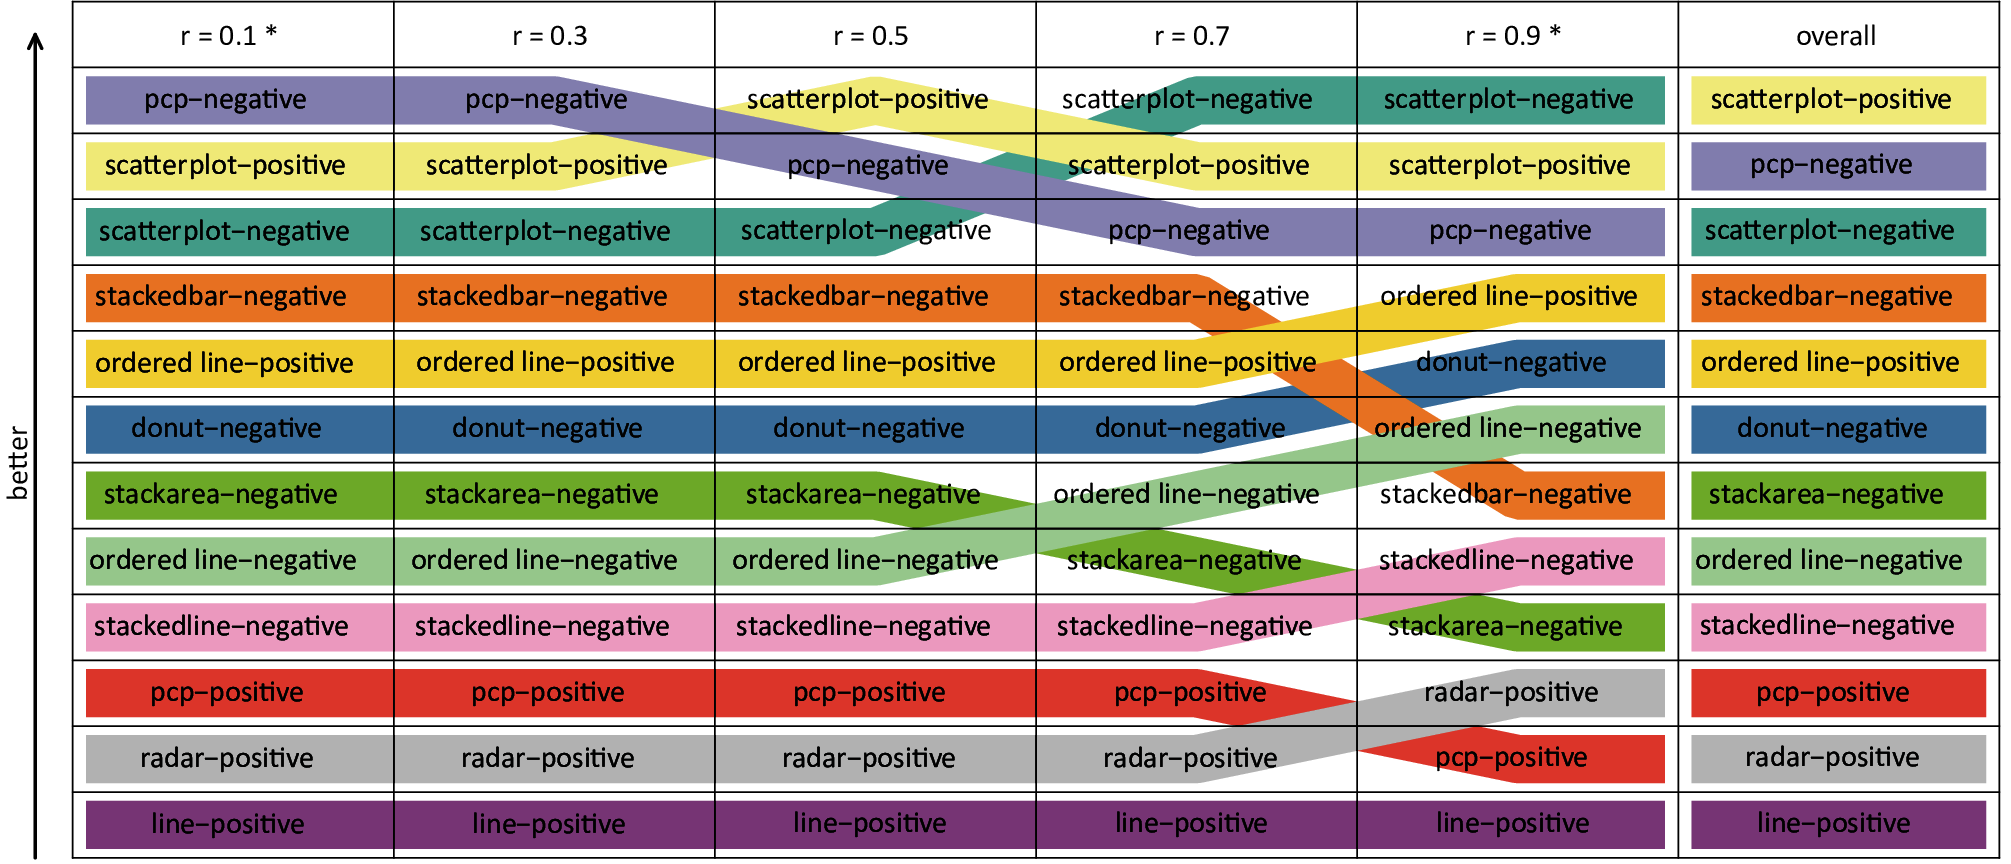 r = 0.1 * r = 0.3 r = 0.5 r = 0.7 r = 0.9 * overall
pcp−negative pcp−negative scatterplot−positive scatterplot−negative scatterplot−negative scatterplot−positive
scatterplot−positive scatterplot−positive pcp−negative scatterplot−positive scatterplot−positive pcp−negative
scatterplot−negative scatterplot−negative scatterplot−negative pcp−negative pcp−negative scatterplot−negative
stackedbar−negative stackedbar−negative stackedbar−negative stackedbar−negative ordered line−positive stackedbar−negative
ordered line−positive ordered line−positive ordered line−positive ordered line−positive donut−negative ordered line−positive
donut−negative donut−negative donut−negative donut−negative ordered line−negative donut−negative
stackarea−negative stackarea−negative stackarea−negative ordered line−negative stackedbar−negative stackarea−negative
ordered line−negative ordered line−negative ordered line−negative stackarea−negative stackedline−negative ordered line−negative
stackedline−negative stackedline−negative stackedline−negative stackedline−negative stackarea−negative stackedline−negative
pcp−positive pcp−positive pcp−positive pcp−positive radar−positive pcp−positive
radar−positive radar−positive radar−positive radar−positive pcp−positive radar−positive
line−positive line−positive line−positive line−positive line−positive line−positive
better